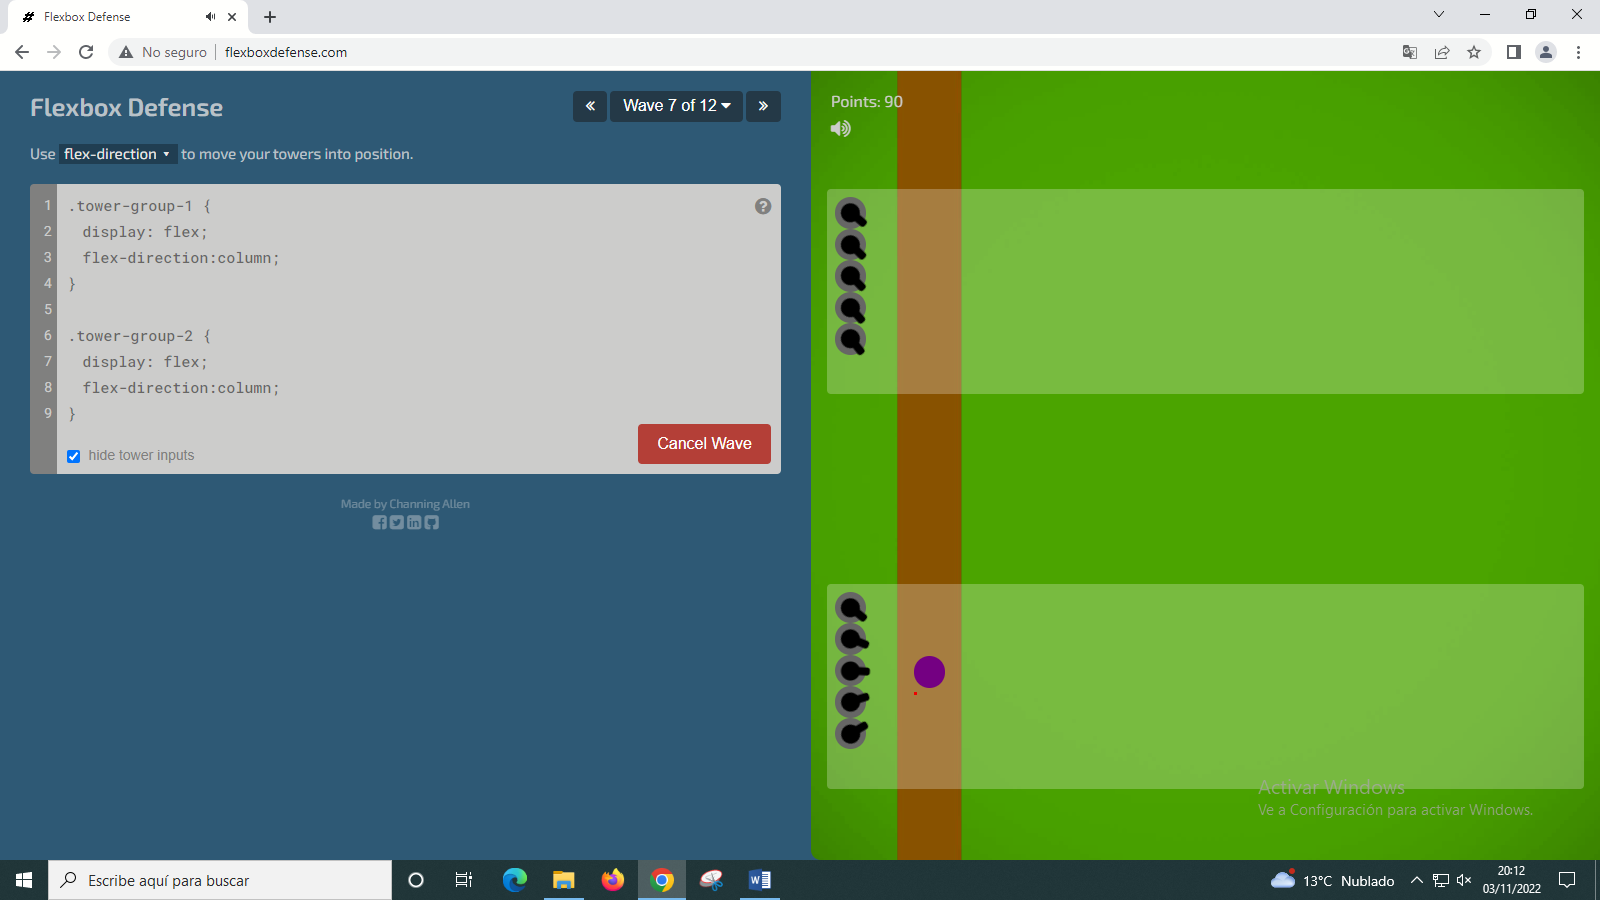 Flexbox Defense
No seguro
flexboxdefense.com
Flexbox Defense
« Wave 7 of 12 »
Use flex-direction to move your towers into position.
1 .tower-group-1 {
2 display: flex;
3 flex-direction:column;
4 }
5
6 .tower-group-2 {
7 display: flex;
8 flex-direction:column;
9 }
?
hide tower inputs
Cancel Wave
Made by Channing Allen
Points: 90
Activar Windows
Ve a Configuración para activar Windows.
Escribe aquí para buscar
13°C Nublado
20:12
03/11/2022